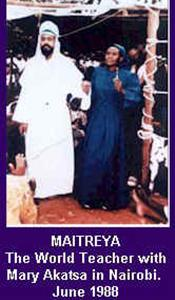 MAITREYA
The World Teacher with
Mary Akatsa in Nairobi.
June 1988